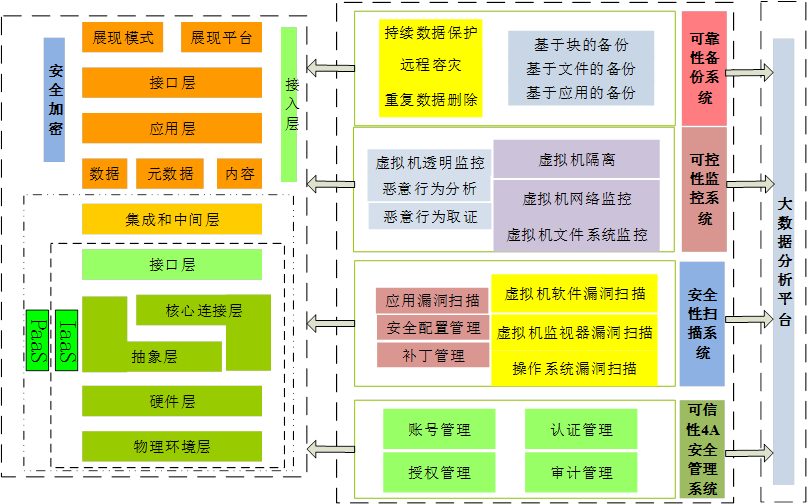 展现模式
展现平台
安全加密
接口层
接入层
应用层
数据
元数据
内容
集成和中间层
接口层
PaaS
IaaS
核心连接层
抽象层
硬件层
物理环境层
持续数据保护
远程容灾
重复数据删除
基于块的备份
基于文件的备份
基于应用的备份
可靠
性备
份系
统
虚拟机透明监控
恶意行为分析
恶意行为取证
虚拟机隔离
虚拟机网络监控
虚拟机文件系统监控
可控
性监
控系
统
应用漏洞扫描
安全配置管理
补丁管理
虚拟机软件漏洞扫描
虚拟机监视器漏洞扫描
操作系统漏洞扫描
安全
性扫
描系
统
账号管理
认证管理
授权管理
审计管理
可信
性4A
安全
管理
系统
大数据分析平台